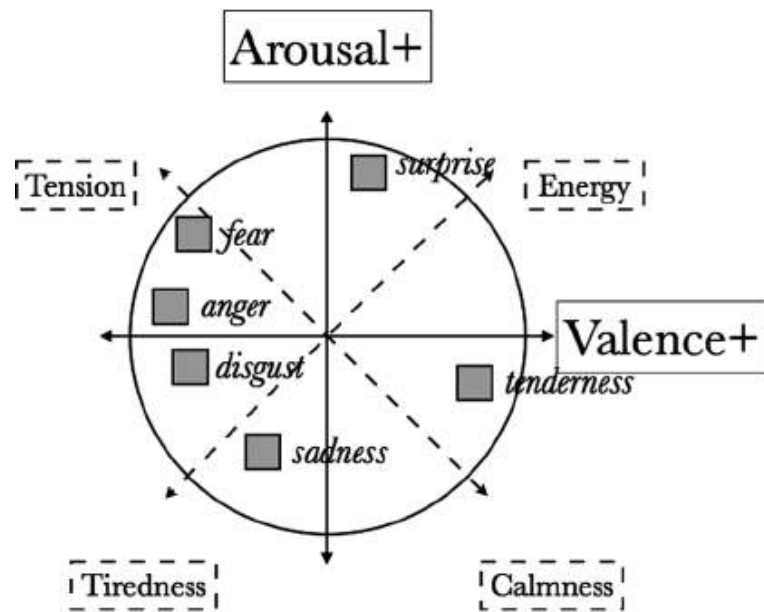 Arousal+
surprise
Tension
Energy
fear
anger
Valence+
disgust
tenderness
sadness
Tiredness
Calmness